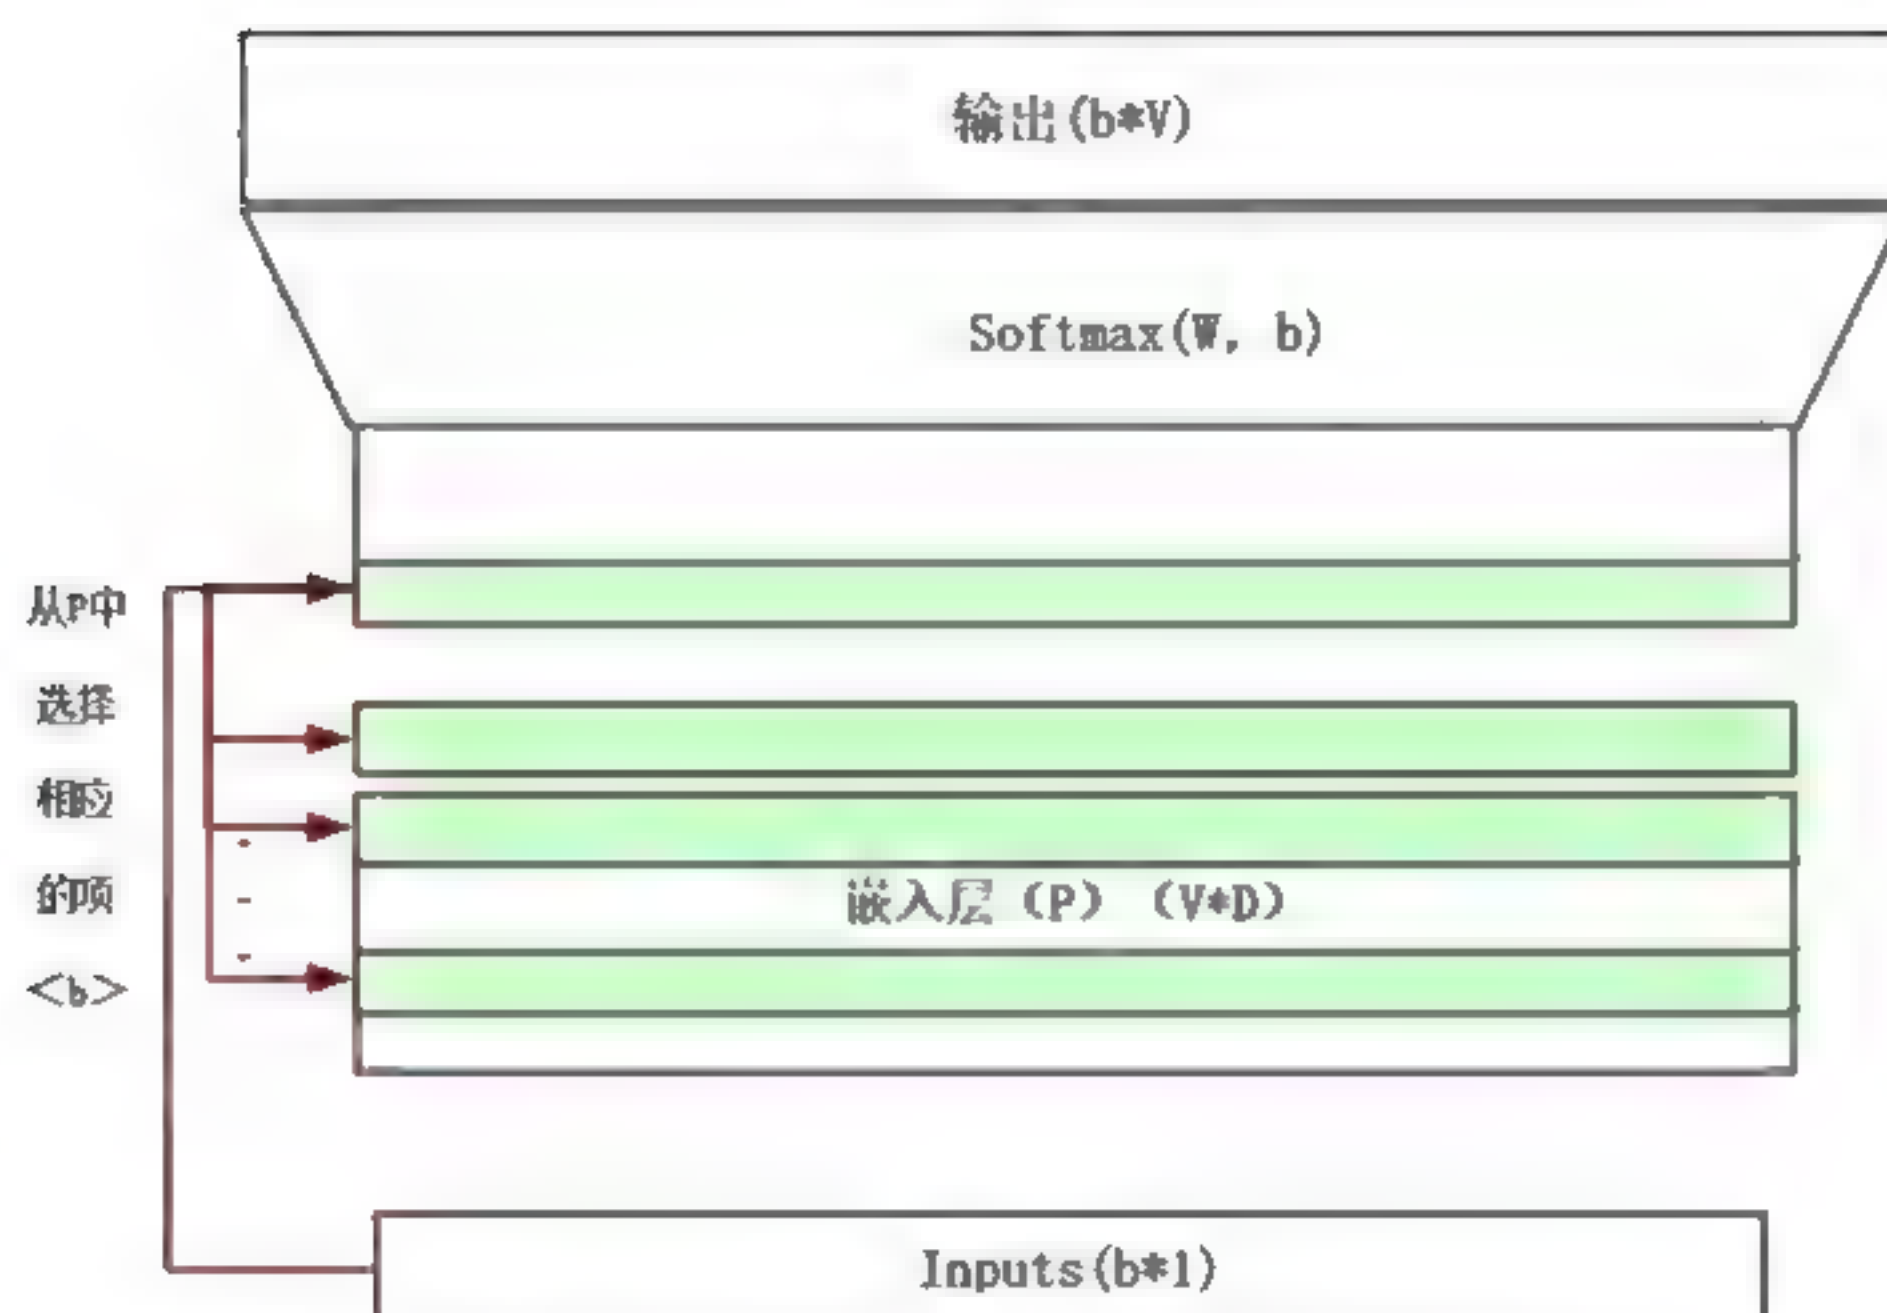 输出(b*V)
Softmax(W, b)
从P中
选择
相应
的项
<b>
嵌入层（P）（V*D）
Inputs(b*1)